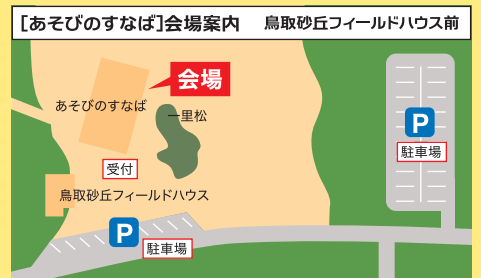 ［あそびのすなば］会場案内　鳥取砂丘フィールドハウス前
会場
あそびのすなば
一里松
P
駐車場
受付
鳥取砂丘フィールドハウス
P
駐車場